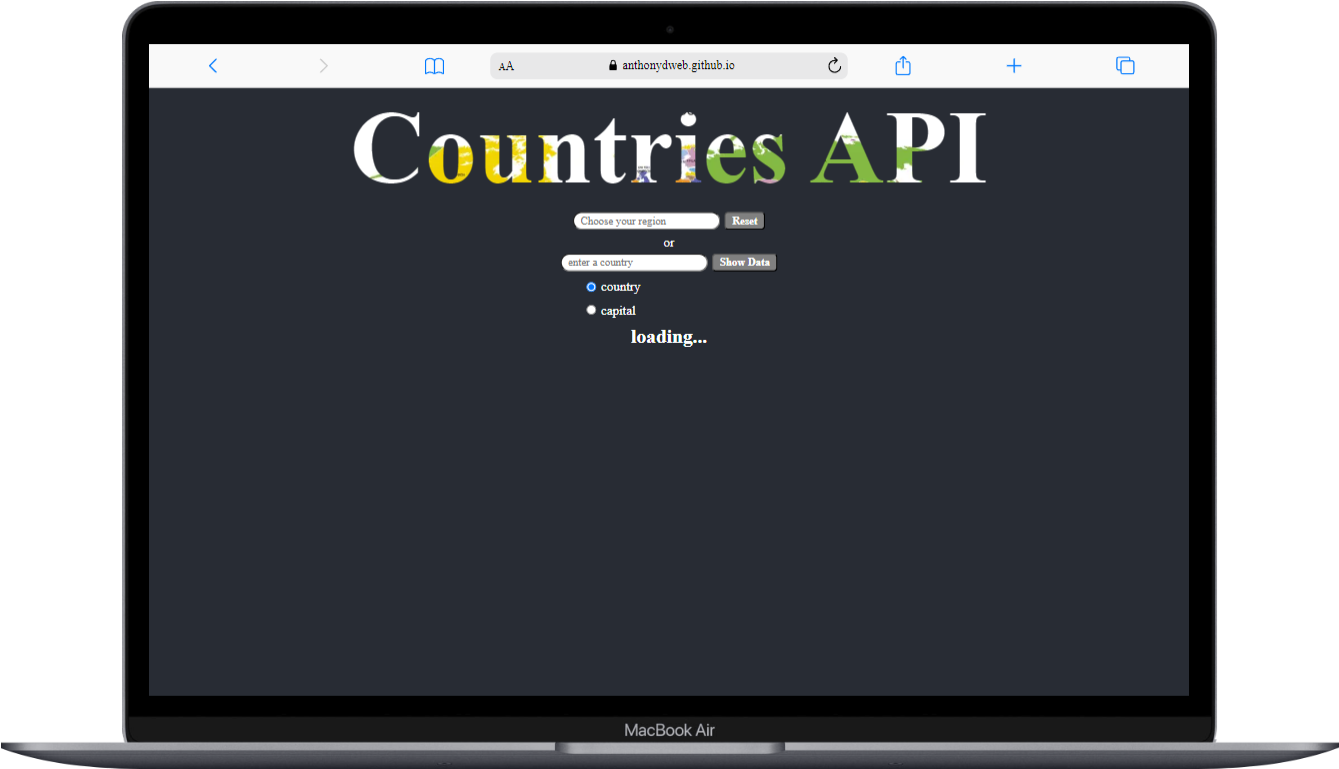 AA anthonydweb.github.io
Countries API
Choose your region Reset
or
enter a country Show Data
country
capital
loading...
MacBook Air